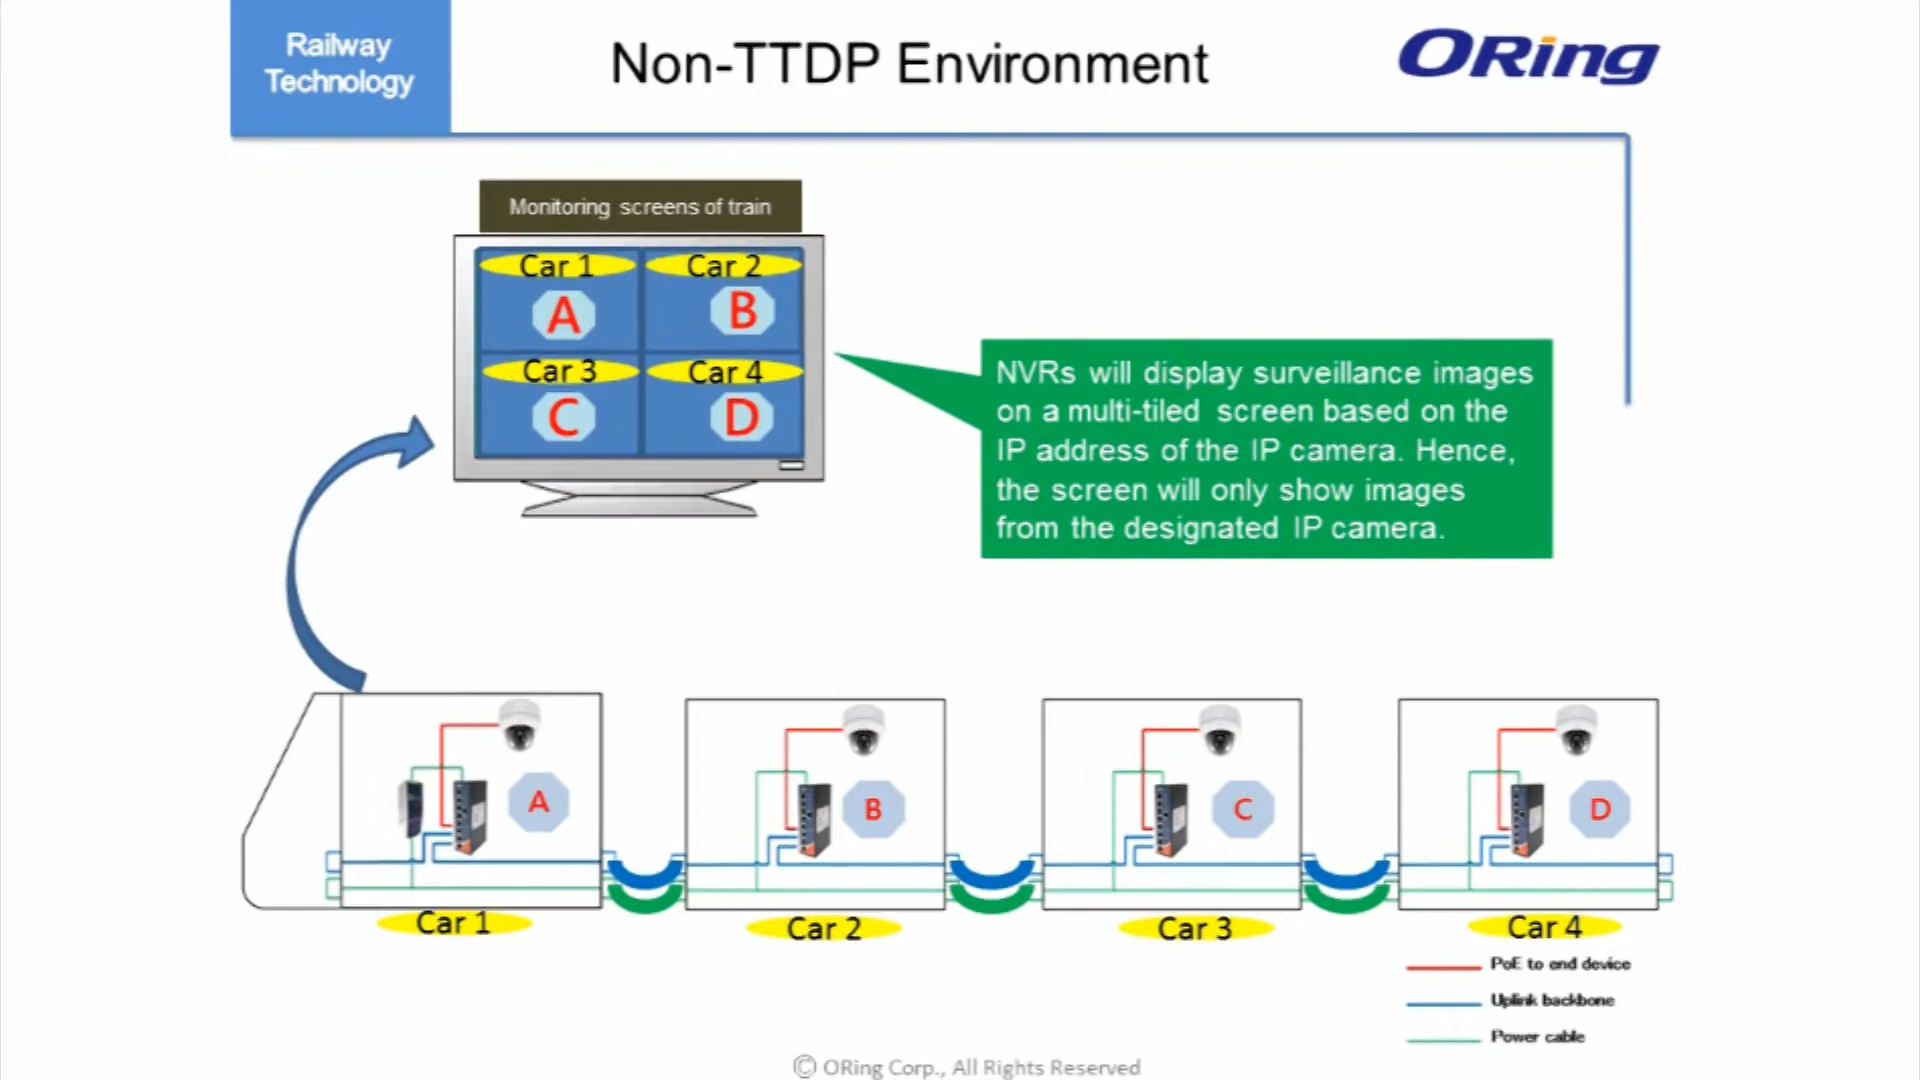 Railway
Technology
Non-TTDP Environment
ORing
Monitoring screens of train
Car 1
Car 2
A
B
Car 3
Car 4
C
D
NVRs will display surveillance images
on a multi-tiled screen based on the
IP address of the IP camera. Hence,
the screen will only show images
from the designated IP camera.
A
B
C
D
Car 1
Car 2
Car 3
Car 4
PoE to end device
Uplink backbone
Power cable
© ORing Corp., All Rights Reserved